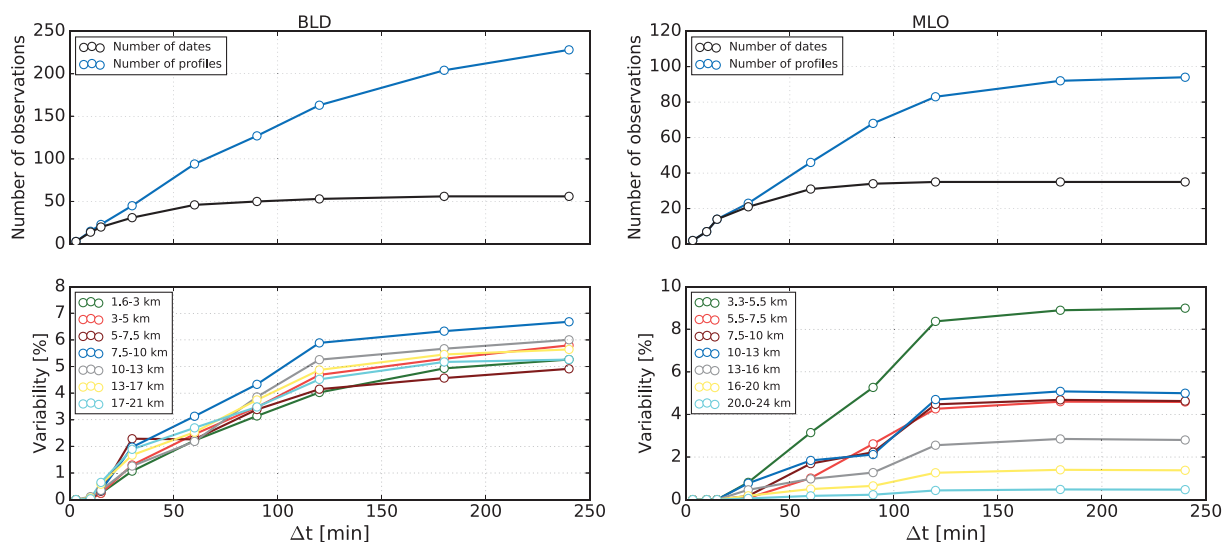 BLD
Number of observations
250
200
150
100
50
0
Number of dates
Number of profiles
MLO
Number of observations
120
100
80
60
40
20
0
Number of dates
Number of profiles
Variability [%]
8
7
6
5
4
3
2
1
0
1.6-3 km
3-5 km
5-7.5 km
7.5-10 km
10-13 km
13-17 km
17-21 km
0 50 100 150 200 250
Δt [min]
Variability [%]
10
8
6
4
2
0
3.3-5.5 km
5.5-7.5 km
7.5-10 km
10-13 km
13-16 km
16-20 km
20.0-24 km
0 50 100 150 200 250
Δt [min]